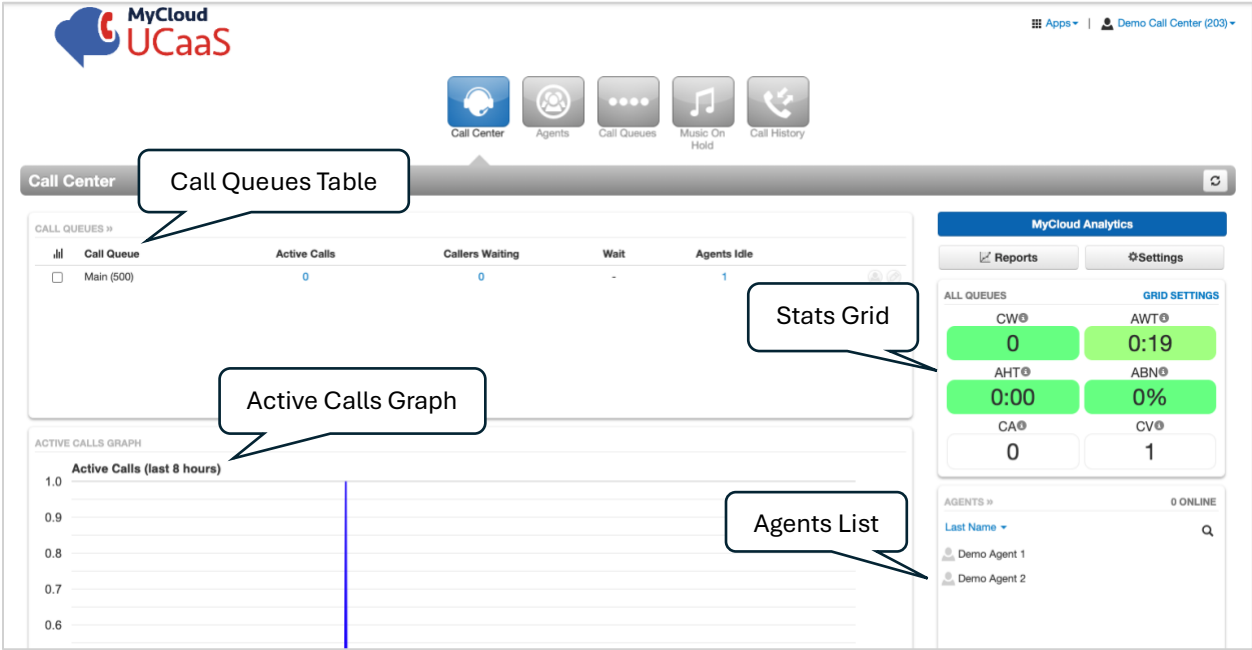 MyCloud
UCaaS
Apps | Demo Call Center (203)
Call Center
Agents
Call Queues
Music On
Hold
Call History
Call Center
Call Queues Table
CALL QUEUES »
Call Queue Active Calls Callers Waiting Wait Agents Idle
Main (500) 0 0 - 1
Active Calls Graph
ACTIVE CALLS GRAPH
Active Calls (last 8 hours)
1.0
0.9
0.8
0.7
0.6
MyCloud Analytics
Reports Settings
Stats Grid
ALL QUEUES GRID SETTINGS
CW AWT
0 0:19
AHT ABN
0:00 0%
CA CV
0 1
Agents List
AGENTS » 0 ONLINE
Last Name
Demo Agent 1
Demo Agent 2